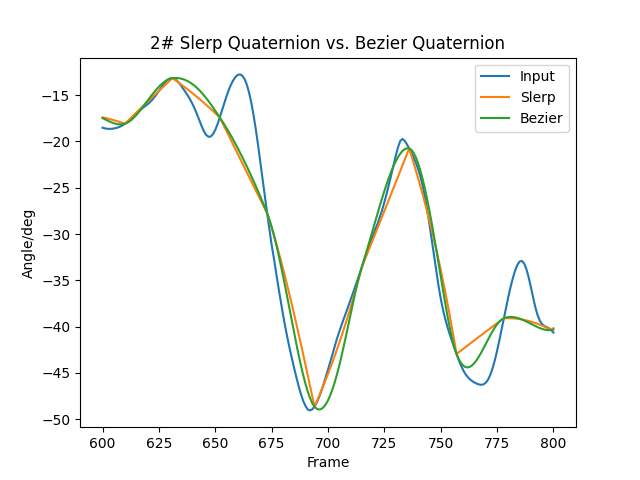 2# Slerp Quaternion vs. Bezier Quaternion
Input
Slerp
Bezier
Angle/deg
−15
−20
−25
−30
−35
−40
−45
−50
600
625
650
675
700
725
750
775
800
Frame